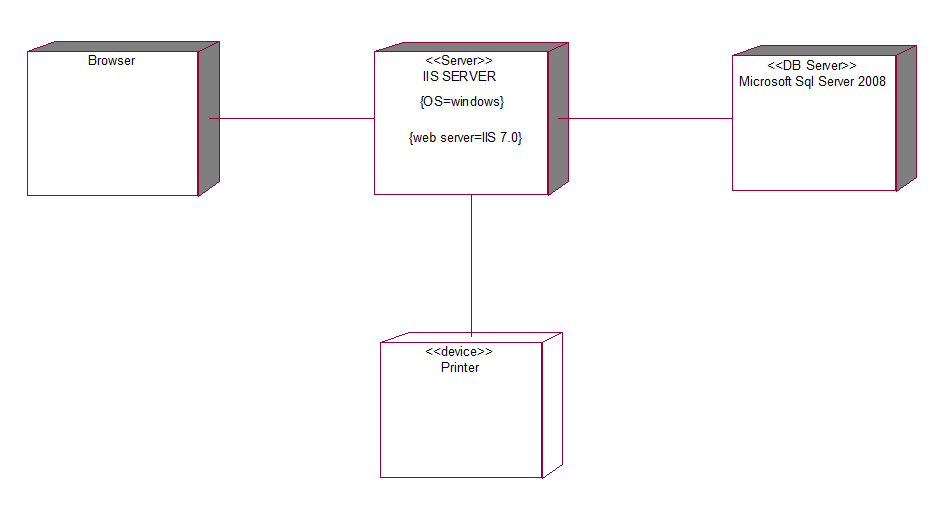 Browser
<<Server>>
IIS SERVER
{OS=windows}
{web server=IIS 7.0}
<<DB Server>>
Microsoft Sql Server 2008
<<device>>
Printer